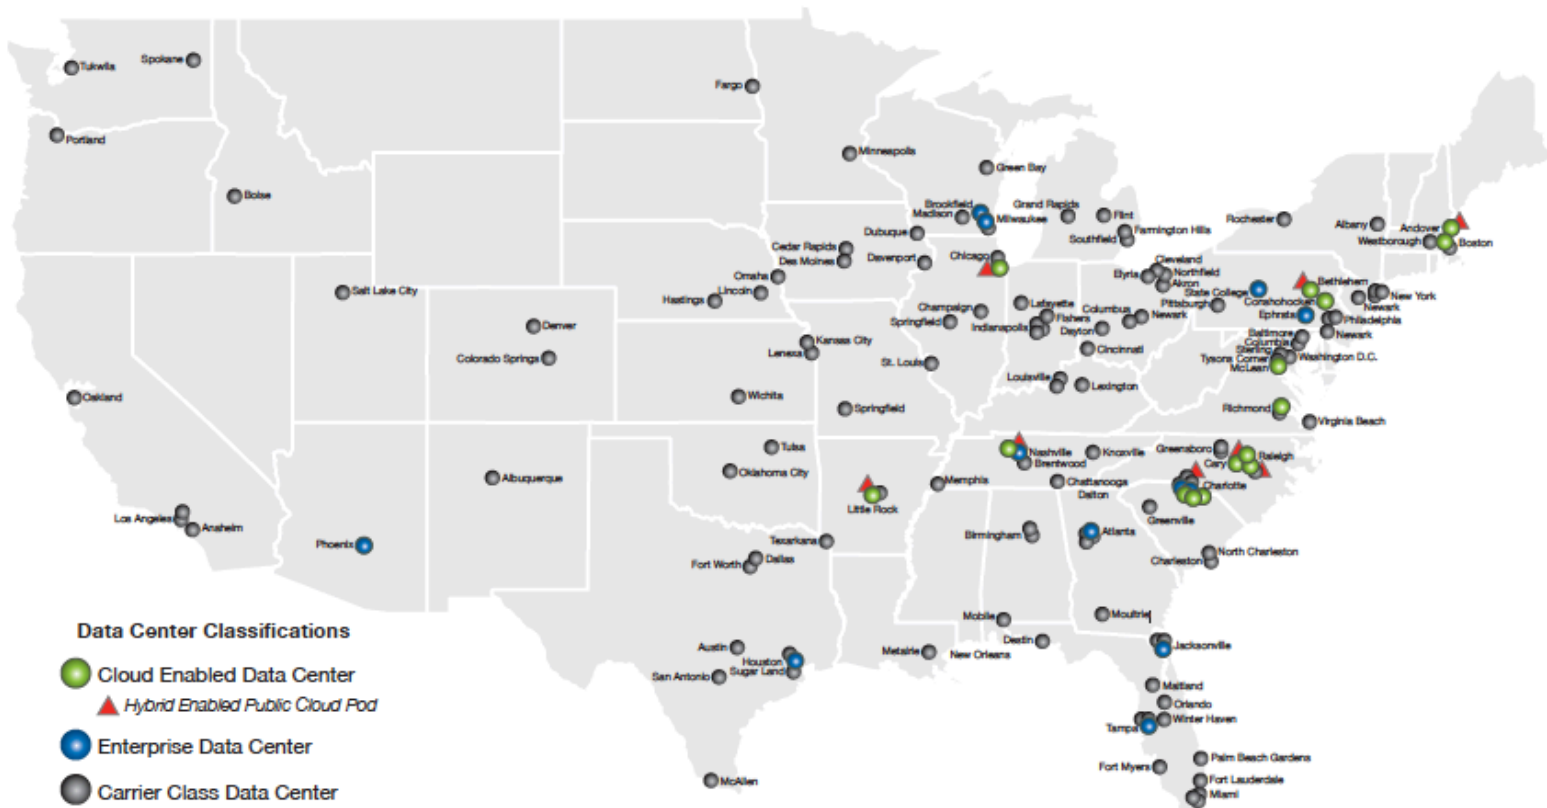 Tukwila
Spokane
Fargo
Portland
Minneapolis
Green Bay
Boise
Brookfield
Madison
Milwaukee
Grand Rapids
Flint
Farmington Hills
Southfield
Rochester
Albany
Andover
Westborough
Boston
Dubuque
Cedar Rapids
Des Moines
Davenport
Chicago
Cleveland
Elyria
Northfield
Akron
State College
Bethlehem
Conshohocken
New York
Newark
Pittsburgh
Ephrata
Philadelphia
Newark
Omaha
Lincoln
Hastings
Salt Lake City
Champaign
Springfield
Lafayette
Fishers
Indianapolis
Columbus
Newark
Dayton
Cincinnati
Baltimore
Columbia
Sterling
Tysons Corner
Washington D.C.
McLean
Denver
Colorado Springs
Kansas City
Lenexa
St. Louis
Louisville
Lexington
Oakland
Wichita
Springfield
Richmond
Virginia Beach
Tulsa
Oklahoma City
Nashville
Brentwood
Knoxville
Greensboro
Cary
Raleigh
Albuquerque
Memphis
Chattanooga
Dalton
Charlotte
Little Rock
Greenville
Los Angeles
Anaheim
Phoenix
Texarkana
Birmingham
Atlanta
North Charleston
Charleston
Fort Worth
Dallas
Mobile
Moultrie
Austin
Houston
Sugar Land
San Antonio
Metairie
New Orleans
Destin
Jacksonville
Maitland
Orlando
Winter Haven
Tampa
Fort Myers
Palm Beach Gardens
Fort Lauderdale
Miami
McAllen
Data Center Classifications
Cloud Enabled Data Center
Hybrid Enabled Public Cloud Pod
Enterprise Data Center
Carrier Class Data Center